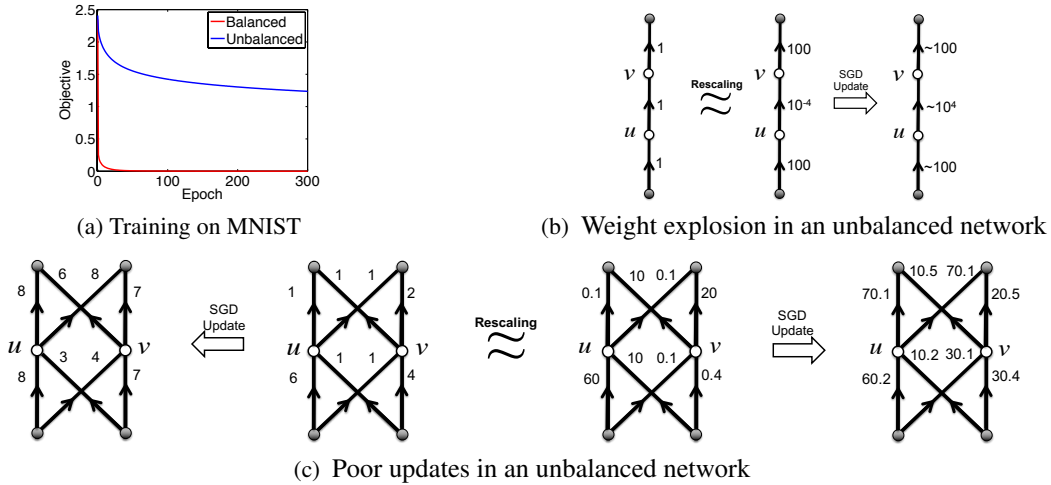 2.5
2
1.5
1
0.5
0
0
100
200
300
Objective
Epoch
Balanced
Unbalanced
(a) Training on MNIST
1
v
1
u
1
Rescaling
≈
100
10-4
100
SGD
Update
~100
v
~10⁴
u
~100
(b) Weight explosion in an unbalanced network
6 8
8 7
u 3 4 v
8 7
SGD
Update
1 1
1 2
u 1 1 v
6 4
Rescaling
≈
10 0.1
0.1 20
u 10 0.1 v
60 0.4
SGD
Update
10.5 70.1
70.1 20.5
u 10.2 30.1 v
60.2 30.4
(c) Poor updates in an unbalanced network